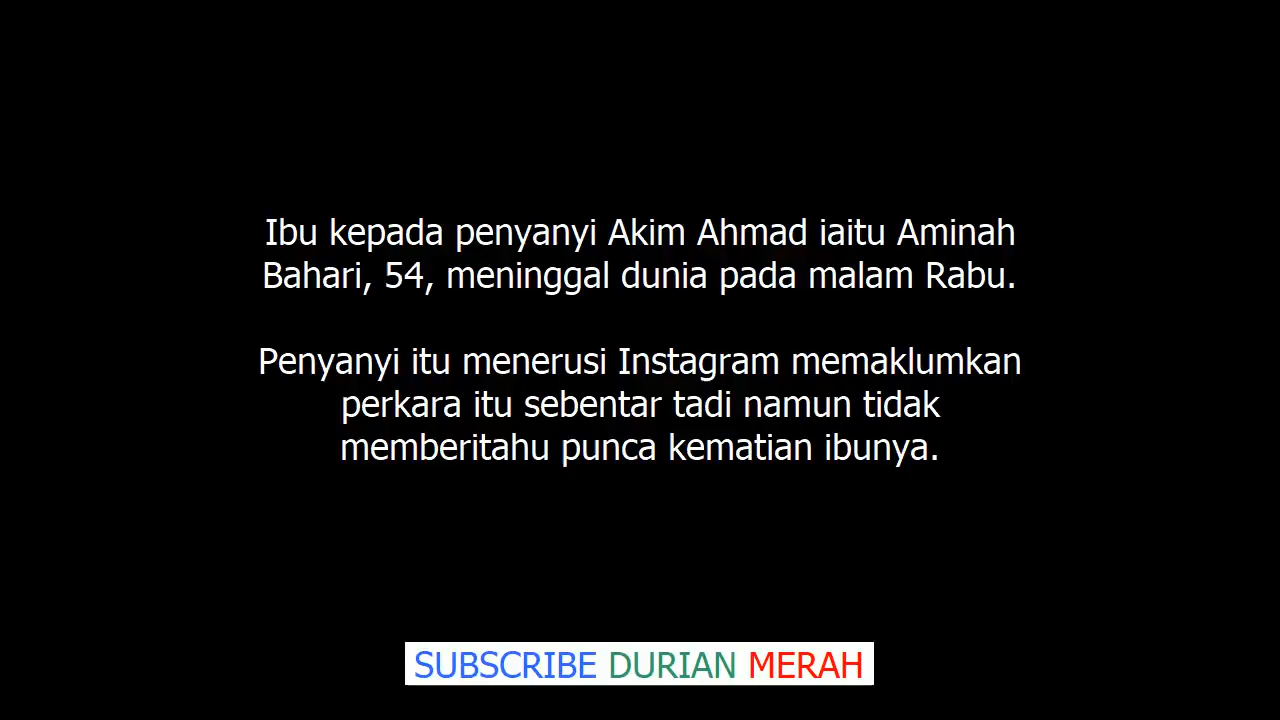 Ibu kepada penyanyi Akim Ahmad iaitu Aminah
Bahari, 54, meninggal dunia pada malam Rabu.
Penyanyi itu menerusi Instagram memaklumkan
perkara itu sebentar tadi namun tidak
memberitahu punca kematian ibunya.
SUBSCRIBE DURIAN MERAH